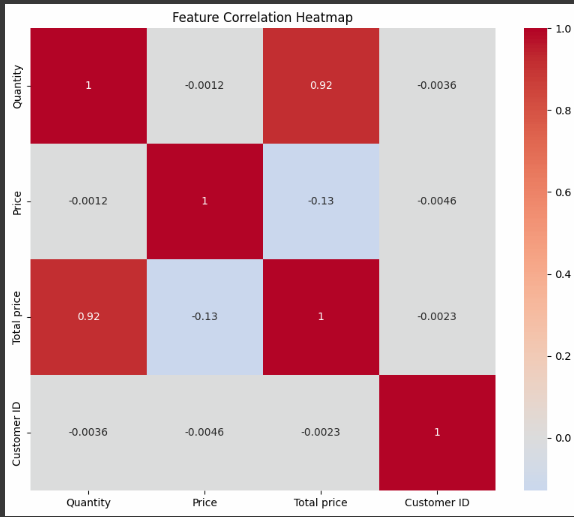 Feature Correlation Heatmap
Quantity
1
-0.0012
0.92
-0.0036
Price
-0.0012
1
-0.13
-0.0046
Total price
0.92
-0.13
1
-0.0023
Customer ID
-0.0036
-0.0046
-0.0023
1
Quantity
Price
Total price
Customer ID
1.0
0.8
0.6
0.4
0.2
0.0